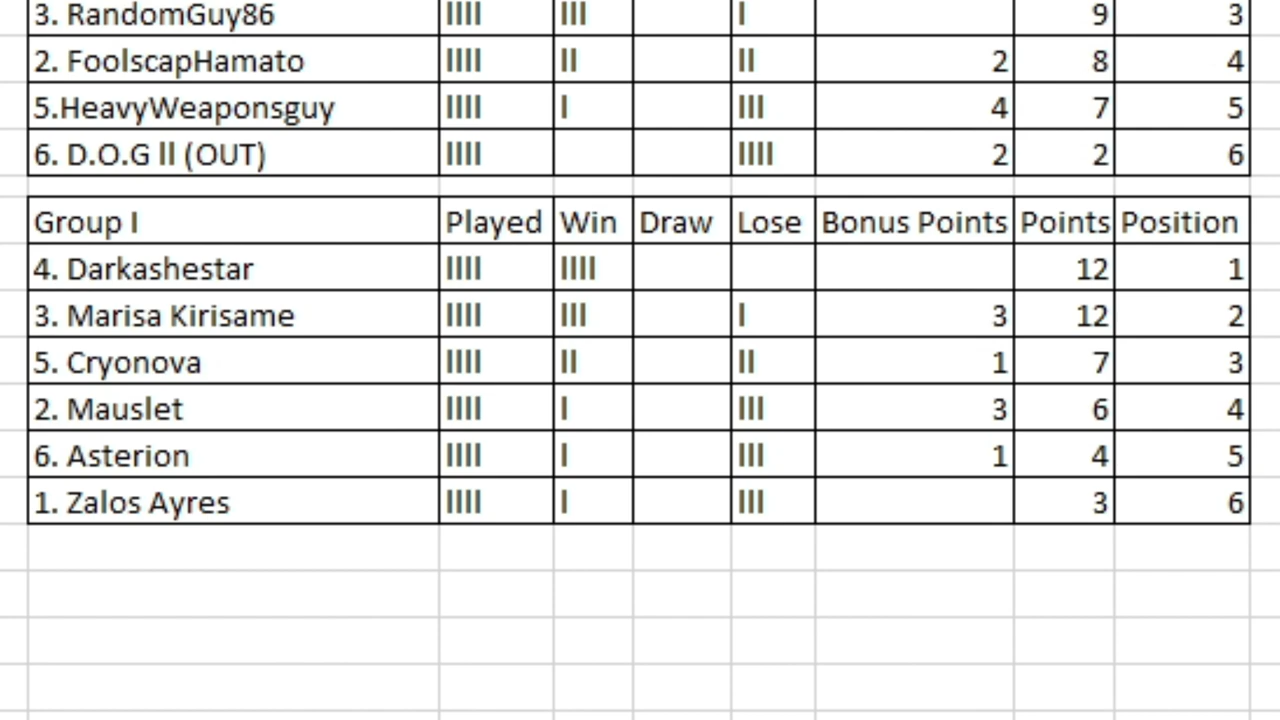 3. RandomGuy86 IIII III I 9 3
2. FoolscapHamato IIII II II 2 8 4
5.HeavyWeaponsguy IIII I III 4 7 5
6. D.O.G ll (OUT) IIII IIII 2 2 6
Group I Played Win Draw Lose Bonus Points Points Position
4. Darkashestar IIII IIII 12 1
3. Marisa Kirisame IIII III I 3 12 2
5. Cryonova IIII II II 1 7 3
2. Mauslet IIII I III 3 6 4
6. Asterion IIII I III 1 4 5
1. Zalos Ayres IIII I III 3 6